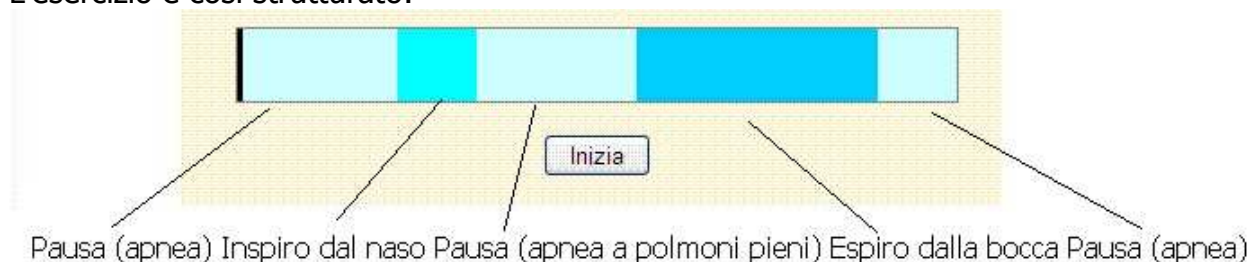 L'esercizio è così strutturato:
Inizia
Pausa (apnea) Inspiro dal naso Pausa (apnea a polmoni pieni) Espiro dalla bocca Pausa (apnea)